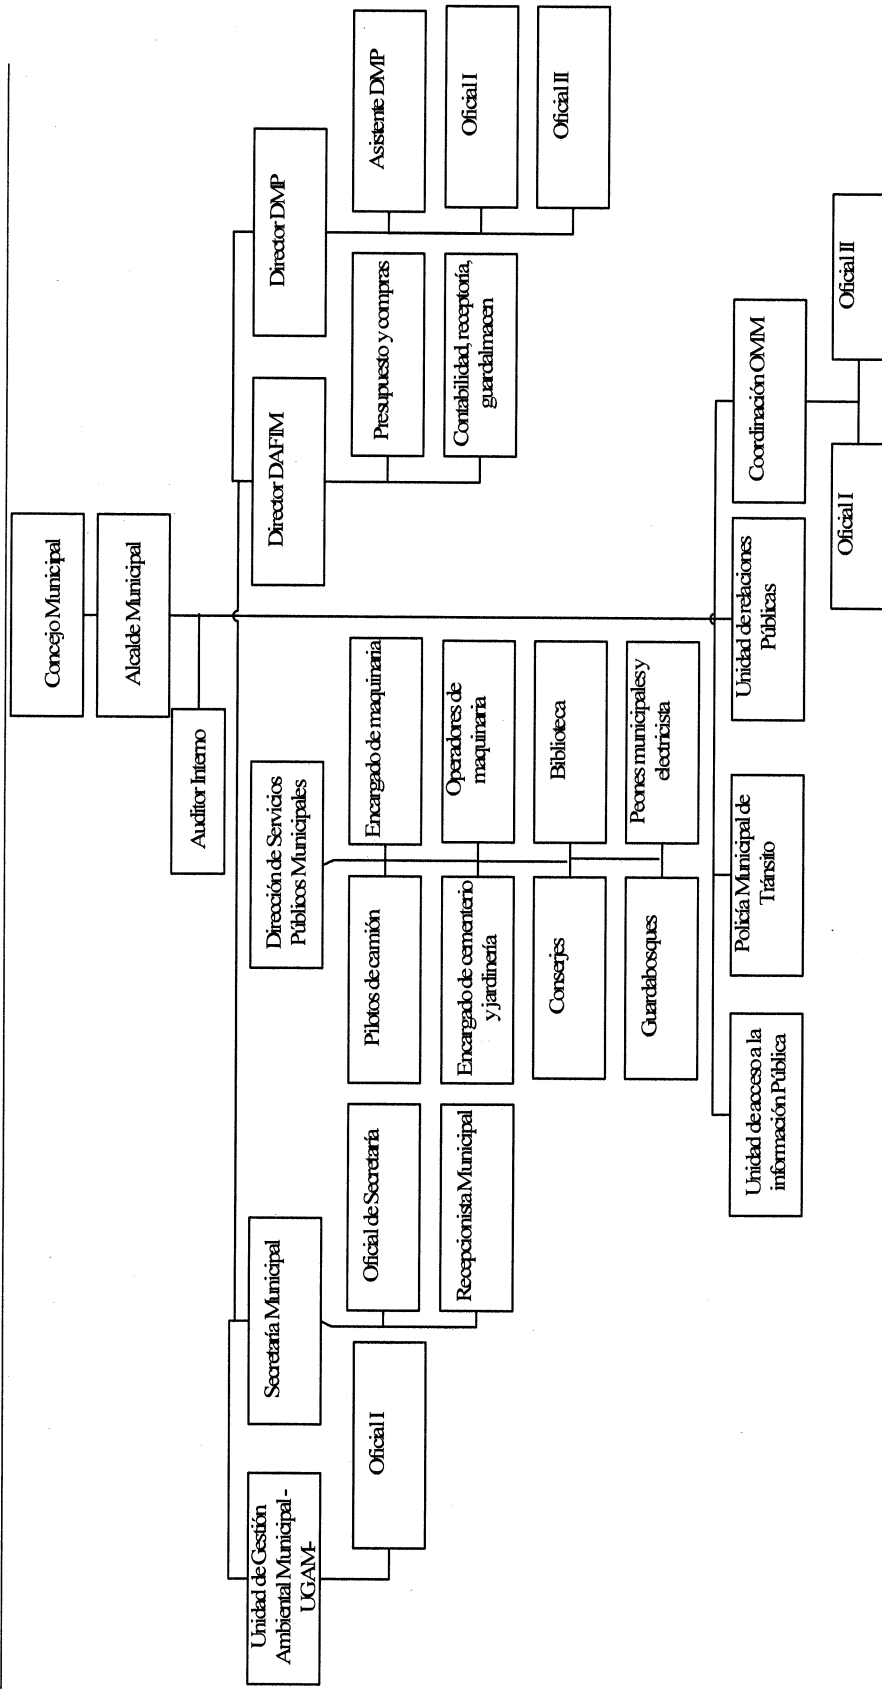 Concejo Municipal
Alcalde Municipal
Auditor Interno
Unidad de Gestión
Ambiental Municipal -
UGAM-
Secretaría Municipal
Dirección de Servicios
Públicos Municipales
Director DAFIM
Director DMP
Oficial I
Oficial de Secretaría
Recepcionista Municipal
Pilotos de camión
Encargado de maquinaria
Encargado de cementerio
y jardinería
Operadores de
maquinaria
Conserjes
Biblioteca
Guardabosques
Peones municipales y
electricista
Presupuesto y compras
Contabilidad, receptoría,
guardalmacen
Asistente DMP
Oficial I
Oficial II
Unidad de acceso a la
información Pública
Policía Municipal de
Tránsito
Unidad de relaciones
Públicas
Coordinación OMM
Oficial I
Oficial II